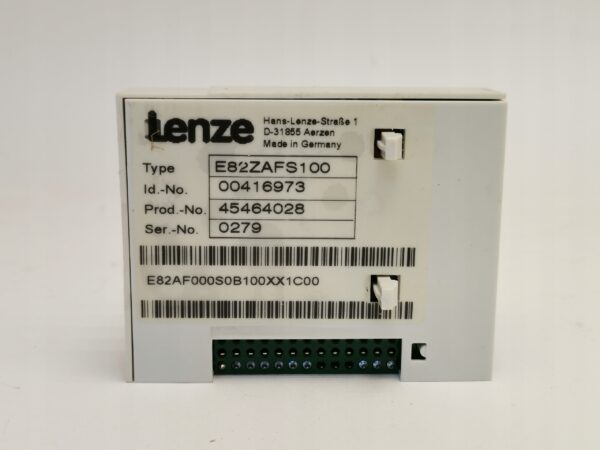 Lenze
Hans-Lenze-Straße 1
D-31855 Aerzen
Made in Germany
Type E82ZAFS100
Id.-No. 00416973
Prod.-No. 45464028
Ser.-No. 0279
E82AF000S0B100XX1C00